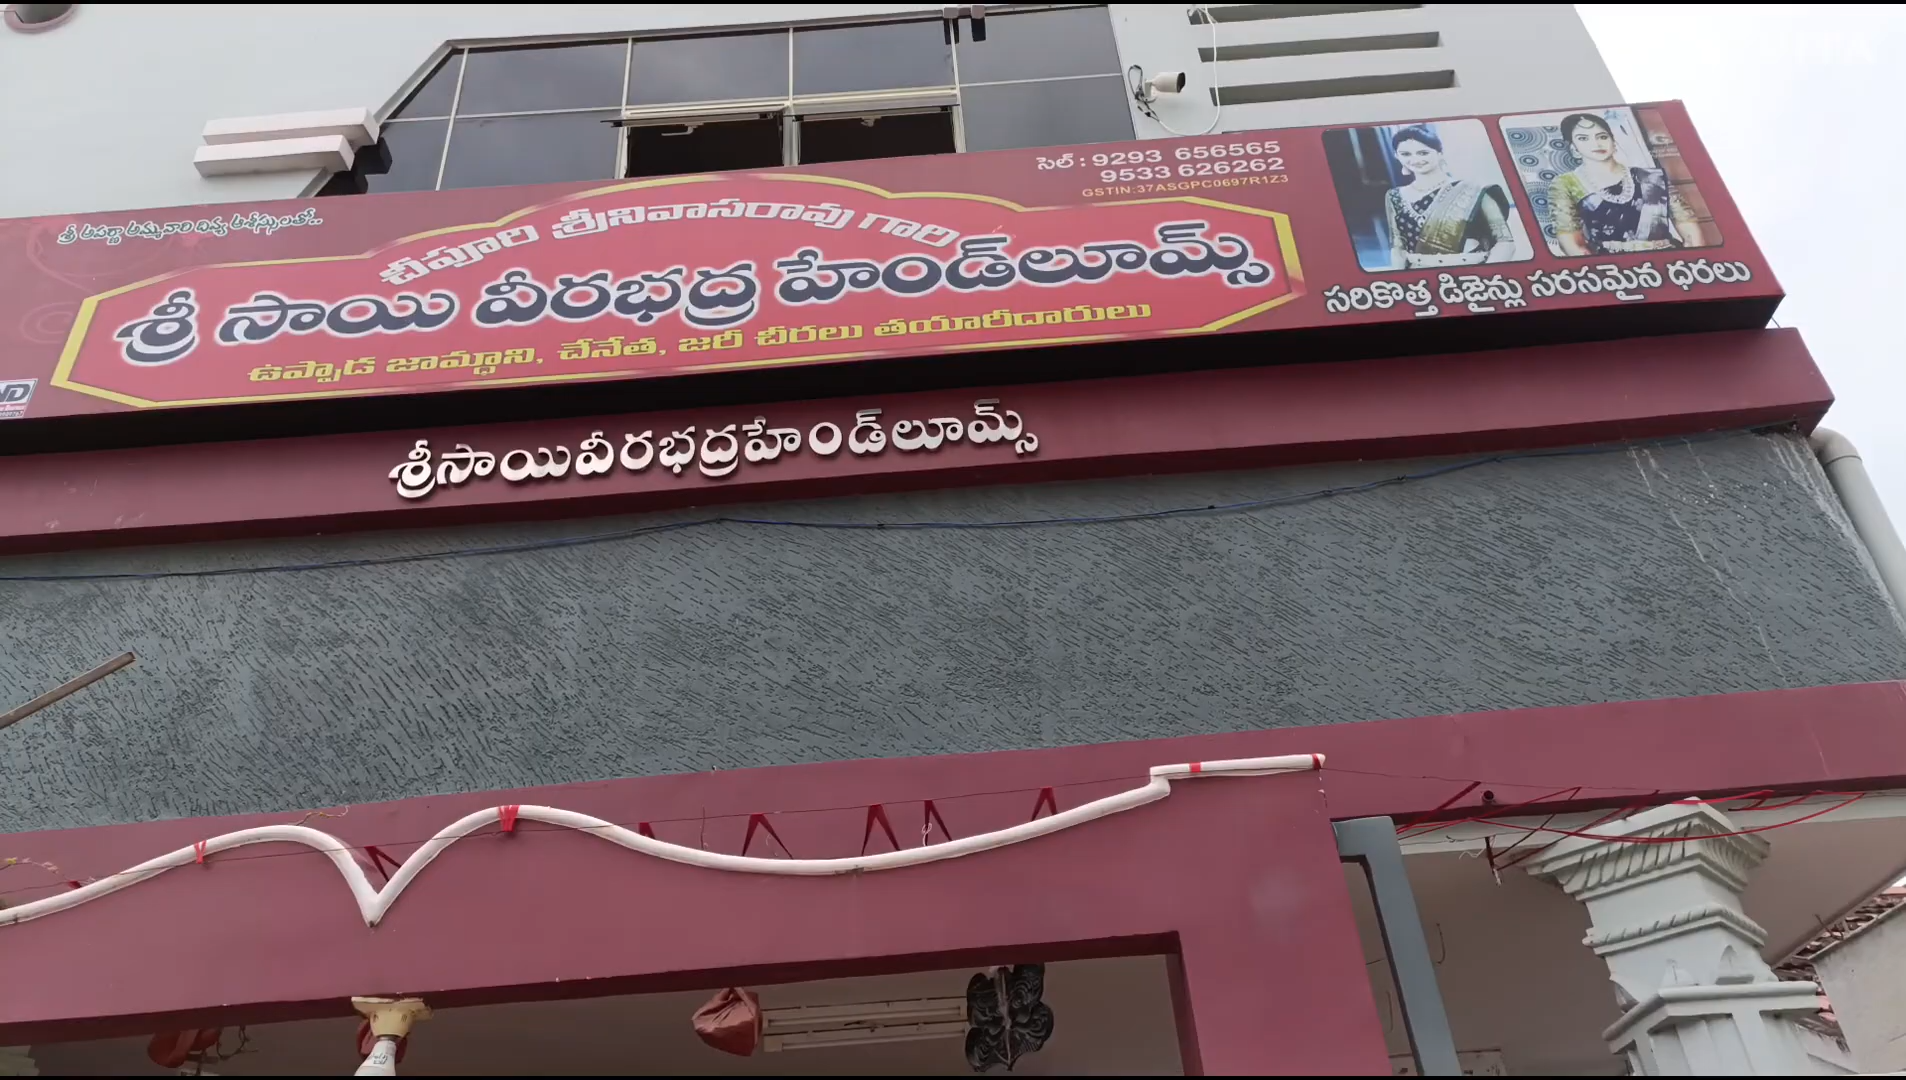 శ్రీ అపర్ణా అమ్మవారి దివ్య ఆశీస్సులతో..
సెల్ : 9293 656565
9533 626262
GSTIN:37ASGPC0697R1Z3
చీపూరి శ్రీనివాసరావు గారి
శ్రీ సాయి వీరభద్ర హేండ్‌లూమ్స్
ఉప్పాడ జామ్ధాని, చేనేత, జరీ చీరలు తయారీదారులు
సరికొత్త డిజైన్లు సరసమైన ధరలు
శ్రీసాయివీరభద్రహేండ్‌లూమ్స్